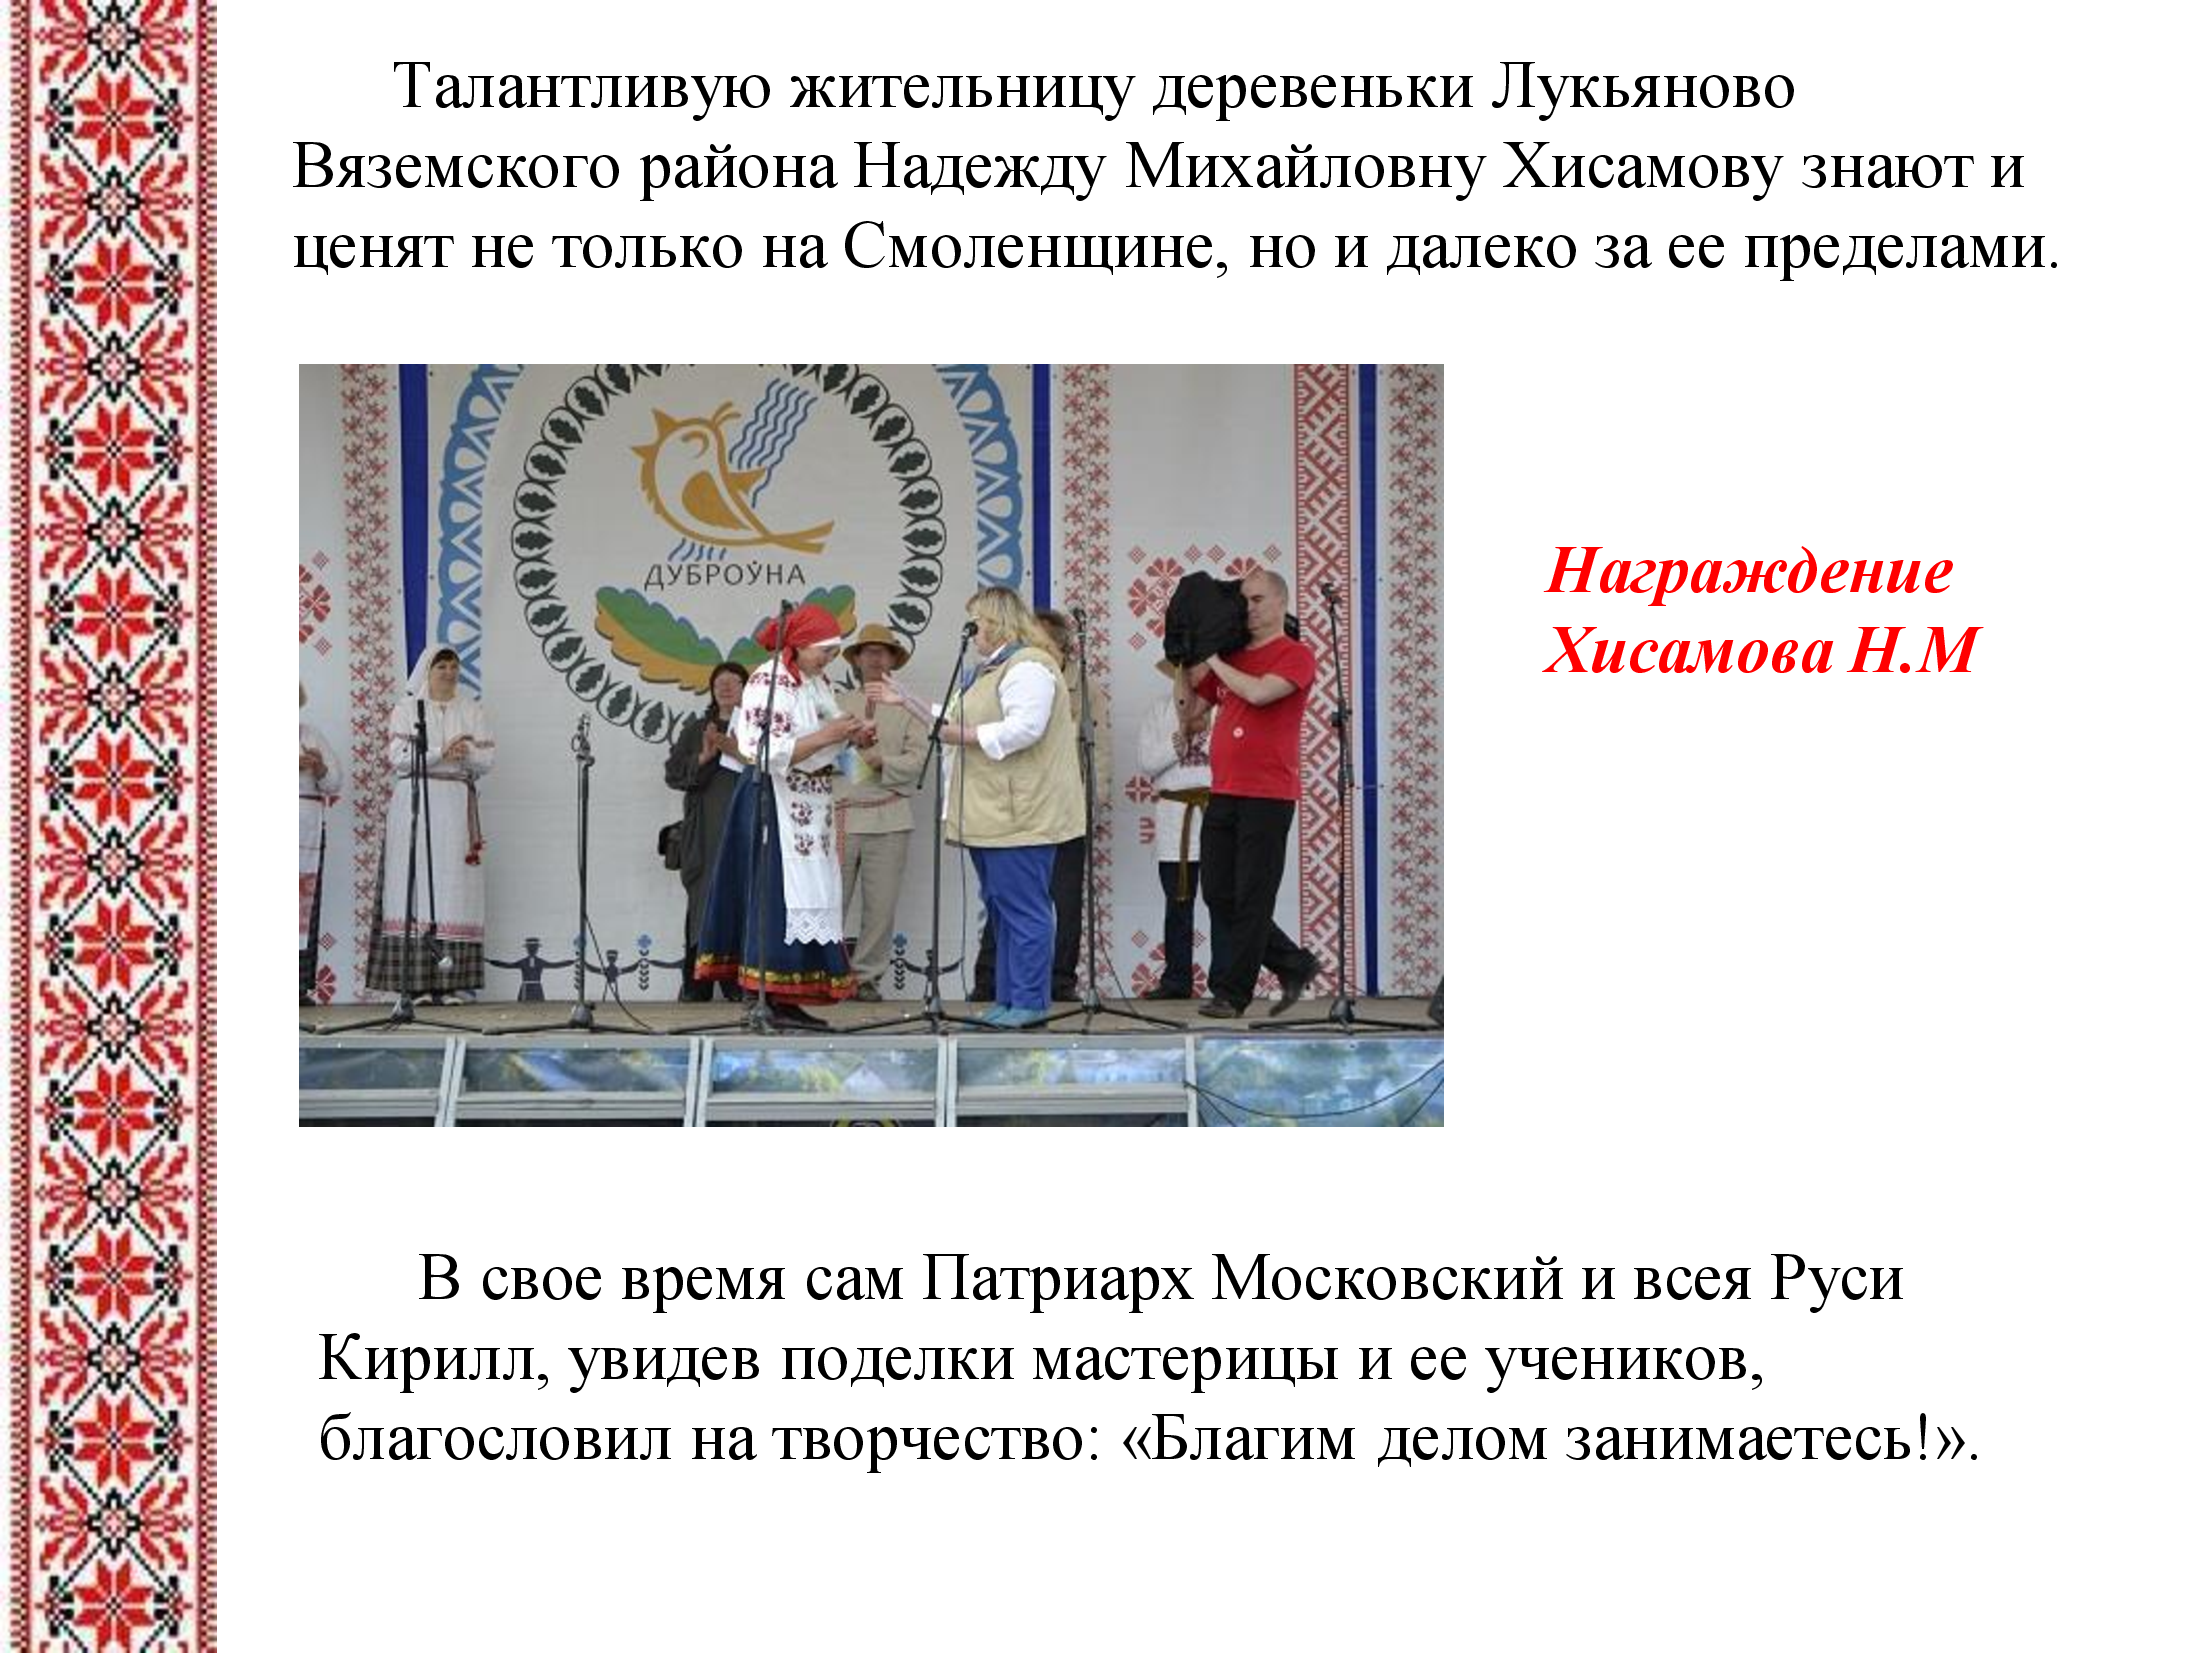 Талантливую жительницу деревеньки Лукьяново
Вяземского района Надежду Михайловну Хисамову знают и
ценят не только на Смоленщине, но и далеко за ее пределами.
ДУБРОЎНА
Награждение
Хисамова Н.М
В свое время сам Патриарх Московский и всея Руси
Кирилл, увидев поделки мастерицы и ее учеников,
благословил на творчество: «Благим делом занимаетесь!».